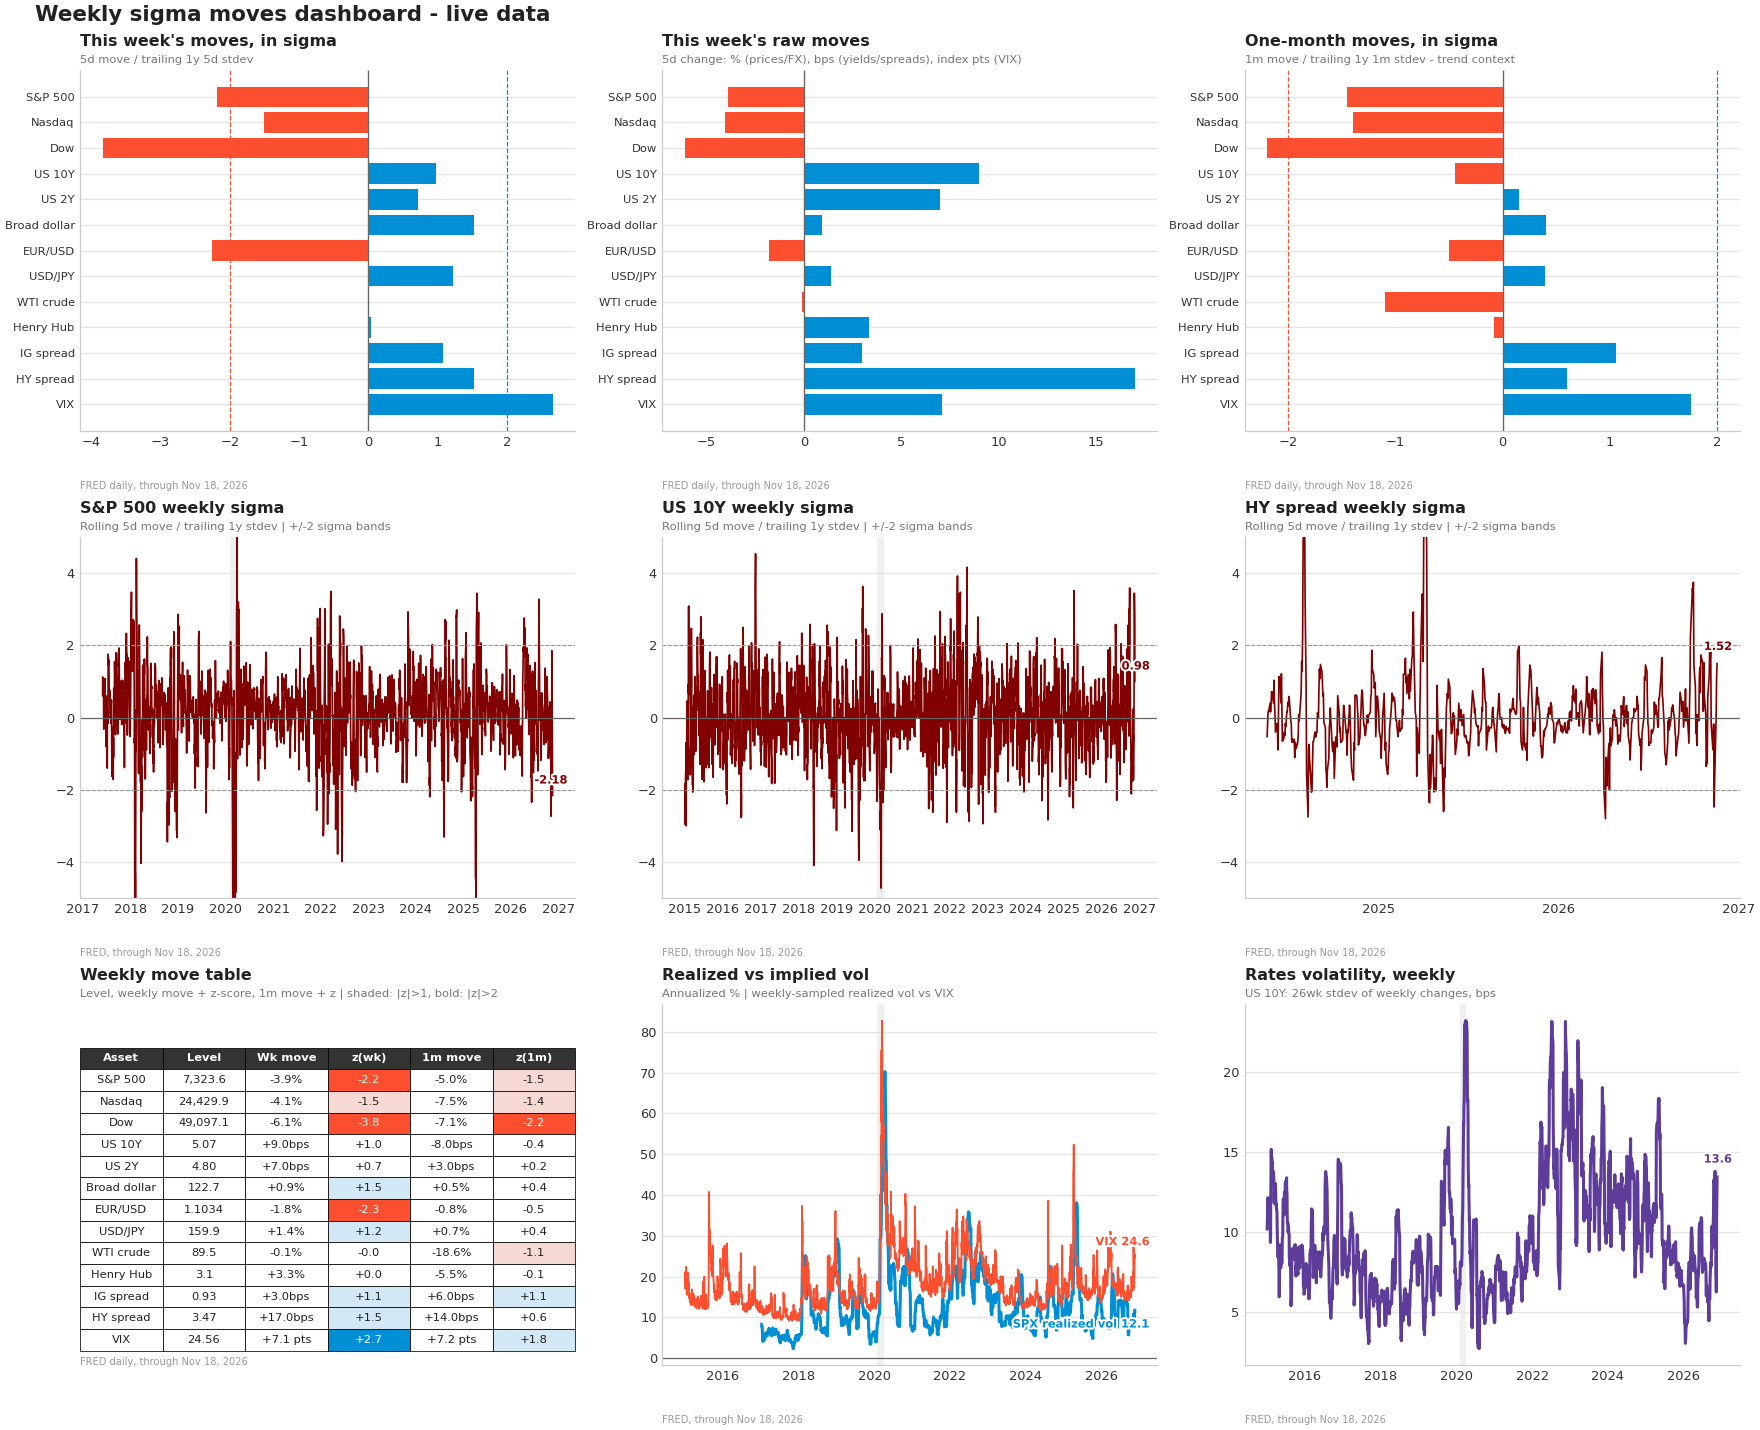 Weekly sigma moves dashboard - live data
This week's moves, in sigma
5d move / trailing 1y 5d stdev
S&P 500
Nasdaq
Dow
US 10Y
US 2Y
Broad dollar
EUR/USD
USD/JPY
WTI crude
Henry Hub
IG spread
HY spread
VIX
−4 −3 −2 −1 0 1 2
FRED daily, through Nov 18, 2026
This week's raw moves
5d change: % (prices/FX), bps (yields/spreads), index pts (VIX)
S&P 500
Nasdaq
Dow
US 10Y
US 2Y
Broad dollar
EUR/USD
USD/JPY
WTI crude
Henry Hub
IG spread
HY spread
VIX
−5 0 5 10 15
FRED daily, through Nov 18, 2026
One-month moves, in sigma
1m move / trailing 1y 1m stdev - trend context
S&P 500
Nasdaq
Dow
US 10Y
US 2Y
Broad dollar
EUR/USD
USD/JPY
WTI crude
Henry Hub
IG spread
HY spread
VIX
−2 −1 0 1 2
FRED daily, through Nov 18, 2026
S&P 500 weekly sigma
Rolling 5d move / trailing 1y stdev | +/-2 sigma bands
4
2
0
−2
−4
-2.18
2017 2018 2019 2020 2021 2022 2023 2024 2025 2026 2027
FRED, through Nov 18, 2026
US 10Y weekly sigma
Rolling 5d move / trailing 1y stdev | +/-2 sigma bands
4
2
0
−2
−4
0.98
2015 2016 2017 2018 2019 2020 2021 2022 2023 2024 2025 2026 2027
FRED, through Nov 18, 2026
HY spread weekly sigma
Rolling 5d move / trailing 1y stdev | +/-2 sigma bands
4
2
0
−2
−4
1.52
2025 2026 2027
FRED, through Nov 18, 2026
Weekly move table
Level, weekly move + z-score, 1m move + z | shaded: |z|>1, bold: |z|>2
Asset Level Wk move z(wk) 1m move z(1m)
S&P 500 7,323.6 -3.9% -2.2 -5.0% -1.5
Nasdaq 24,429.9 -4.1% -1.5 -7.5% -1.4
Dow 49,097.1 -6.1% -3.8 -7.1% -2.2
US 10Y 5.07 +9.0bps +1.0 -8.0bps -0.4
US 2Y 4.80 +7.0bps +0.7 +3.0bps +0.2
Broad dollar 122.7 +0.9% +1.5 +0.5% +0.4
EUR/USD 1.1034 -1.8% -2.3 -0.8% -0.5
USD/JPY 159.9 +1.4% +1.2 +0.7% +0.4
WTI crude 89.5 -0.1% -0.0 -18.6% -1.1
Henry Hub 3.1 +3.3% +0.0 -5.5% -0.1
IG spread 0.93 +3.0bps +1.1 +6.0bps +1.1
HY spread 3.47 +17.0bps +1.5 +14.0bps +0.6
VIX 24.56 +7.1 pts +2.7 +7.2 pts +1.8
FRED daily, through Nov 18, 2026
Realized vs implied vol
Annualized % | weekly-sampled realized vol vs VIX
80
70
60
50
40
30
20
10
0
VIX 24.6
SPX realized vol 12.1
2016 2018 2020 2022 2024 2026
FRED, through Nov 18, 2026
Rates volatility, weekly
US 10Y: 26wk stdev of weekly changes, bps
20
15
10
5
13.6
2016 2018 2020 2022 2024 2026
FRED, through Nov 18, 2026